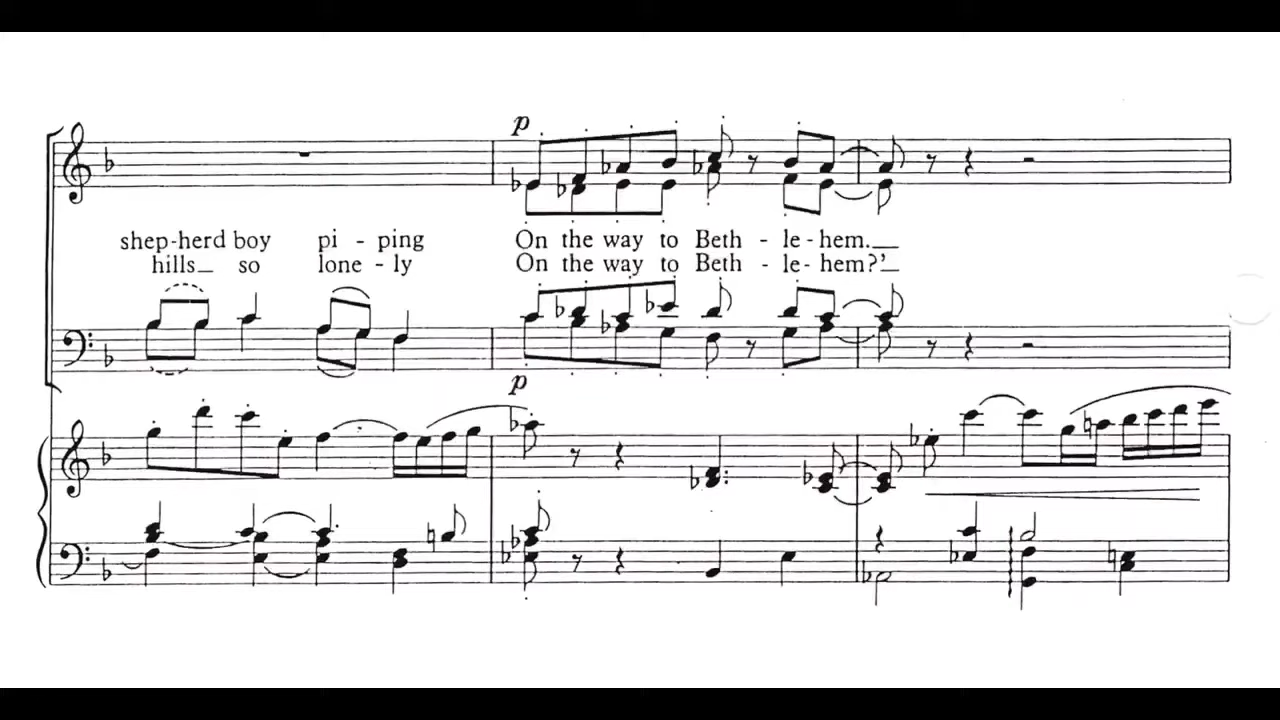 p
shep-herd boy pi - ping On the way to Beth - le - hem.
hills so lone - ly On the way to Beth - le - hem?'
p